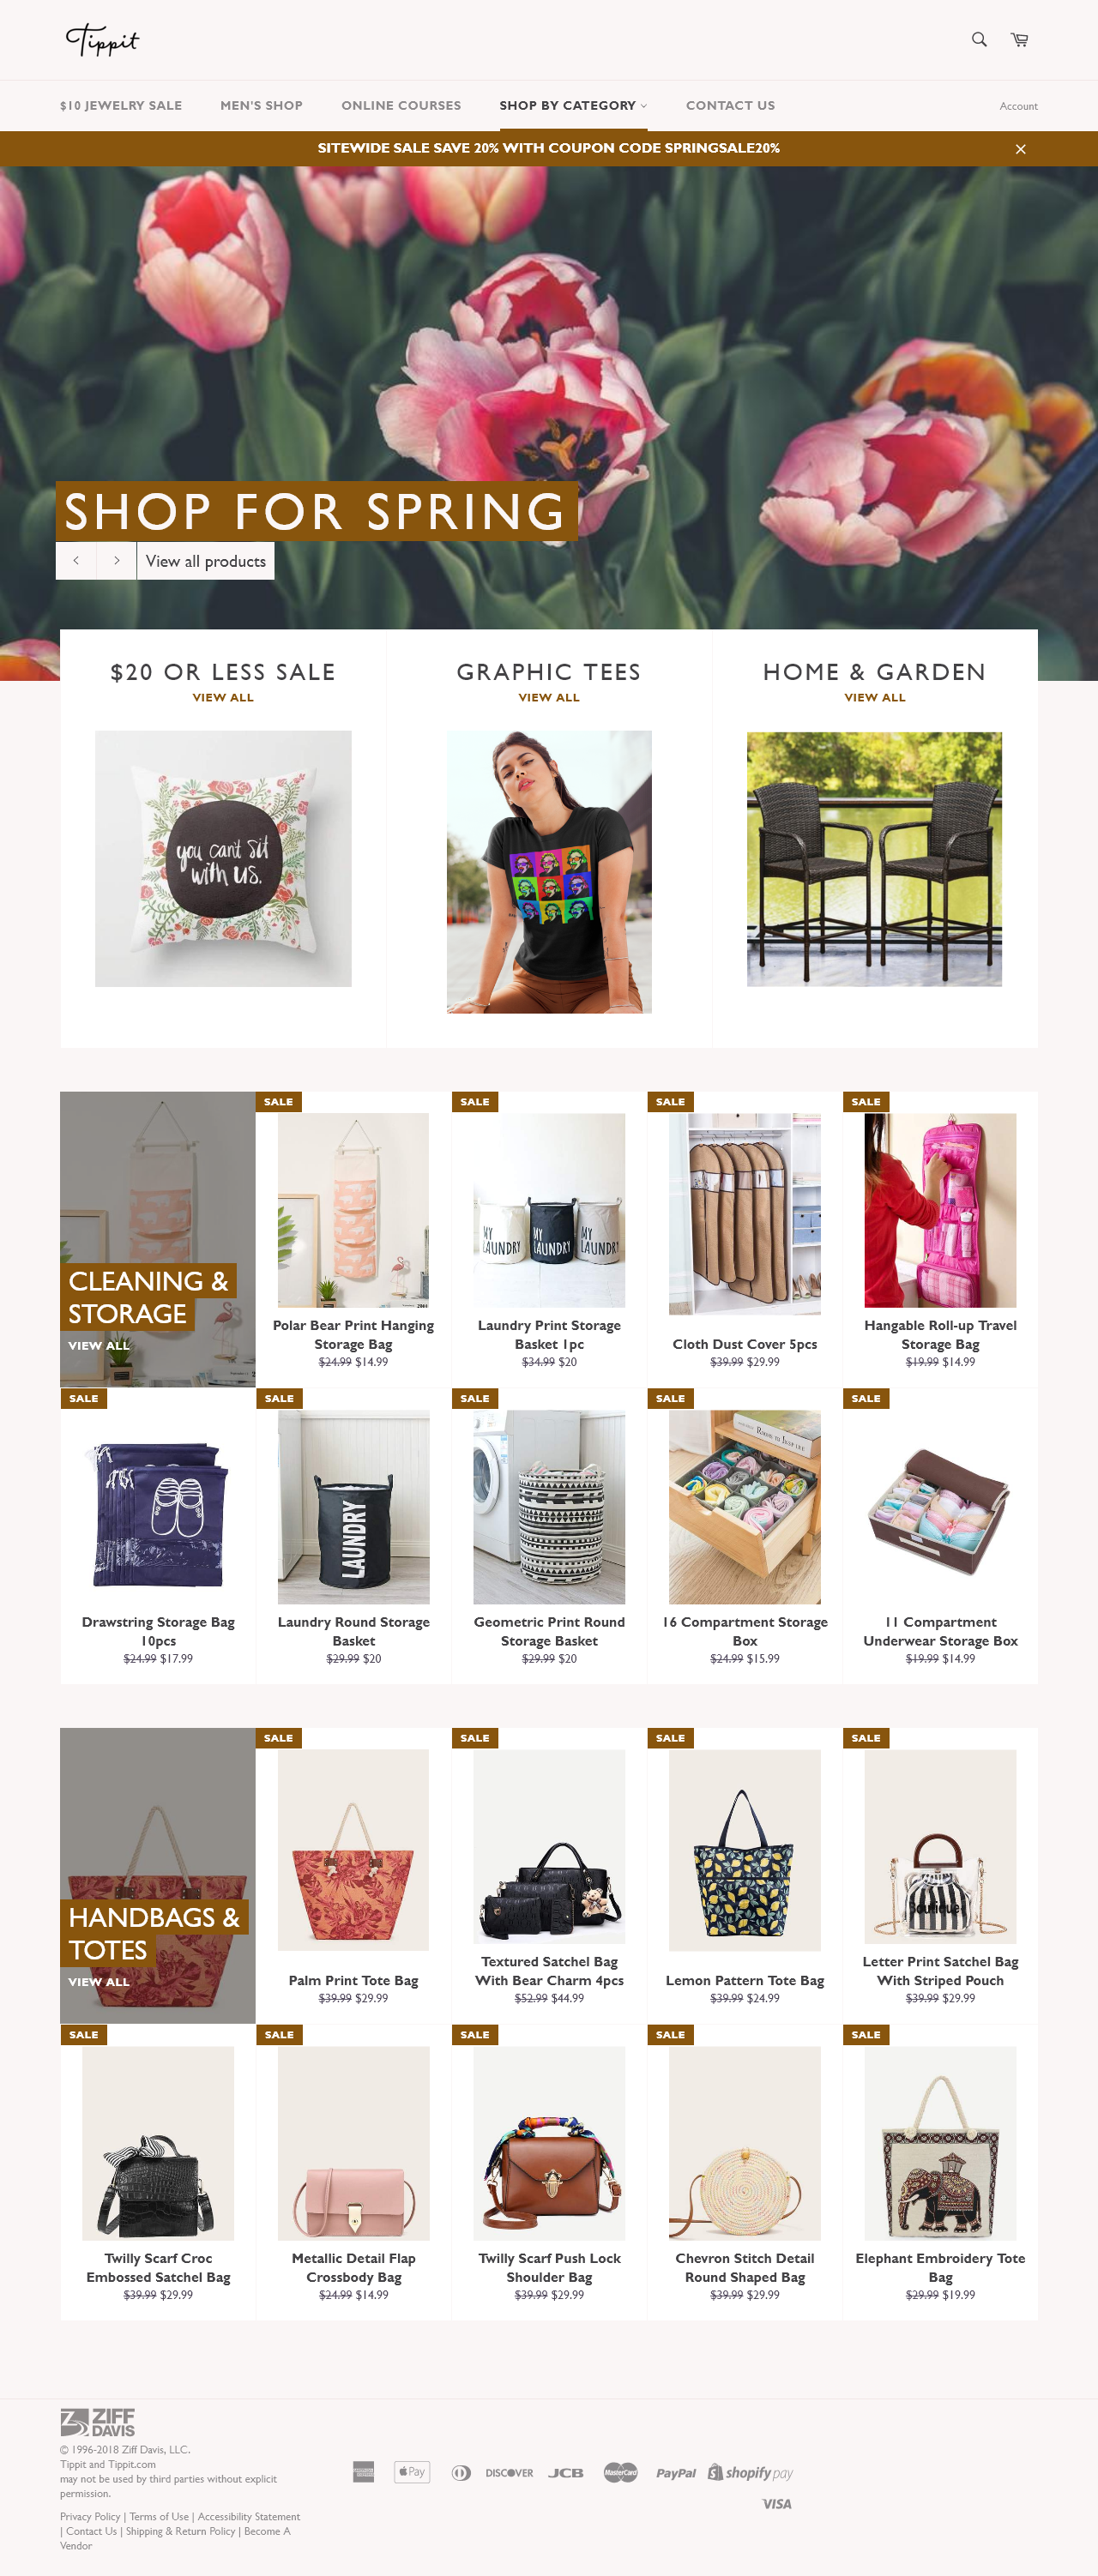 Tippit
$10 JEWELRY SALE
MEN'S SHOP
ONLINE COURSES
SHOP BY CATEGORY
CONTACT US
Account
SITEWIDE SALE SAVE 20% WITH COUPON CODE SPRINGSALE20%
SHOP FOR SPRING
View all products
$20 OR LESS SALE
VIEW ALL
GRAPHIC TEES
VIEW ALL
HOME & GARDEN
VIEW ALL
you can't sit
with us.
CLEANING &
STORAGE
VIEW ALL
SALE
Polar Bear Print Hanging
Storage Bag
$24.99 $14.99
SALE
MY
LAUNDRY
MY
LAUNDRY
MY
LAUNDRY
Laundry Print Storage
Basket 1pc
$34.99 $20
SALE
Cloth Dust Cover 5pcs
$39.99 $29.99
SALE
Hangable Roll-up Travel
Storage Bag
$19.99 $14.99
SALE
Drawstring Storage Bag
10pcs
$24.99 $17.99
SALE
LAUNDRY
Laundry Round Storage
Basket
$29.99 $20
SALE
Geometric Print Round
Storage Basket
$29.99 $20
SALE
ROOM TO INSPIRE
16 Compartment Storage
Box
$24.99 $15.99
SALE
11 Compartment
Underwear Storage Box
$19.99 $14.99
HANDBAGS &
TOTES
VIEW ALL
SALE
Palm Print Tote Bag
$39.99 $29.99
SALE
Textured Satchel Bag
With Bear Charm 4pcs
$52.99 $44.99
SALE
Lemon Pattern Tote Bag
$39.99 $24.99
SALE
Boutique
Letter Print Satchel Bag
With Striped Pouch
$39.99 $29.99
SALE
Twilly Scarf Croc
Embossed Satchel Bag
$39.99 $29.99
SALE
Metallic Detail Flap
Crossbody Bag
$24.99 $14.99
SALE
Twilly Scarf Push Lock
Shoulder Bag
$39.99 $29.99
SALE
Chevron Stitch Detail
Round Shaped Bag
$39.99 $29.99
SALE
Elephant Embroidery Tote
Bag
$29.99 $19.99
ZIFF
DAVIS
© 1996-2018 Ziff Davis, LLC.
Tippit and Tippit.com
may not be used by third parties without explicit
permission.
Privacy Policy | Terms of Use | Accessibility Statement
| Contact Us | Shipping & Return Policy | Become A
Vendor
Pay
DISCOVER
JCB
MasterCard
PayPal
shopify pay
VISA